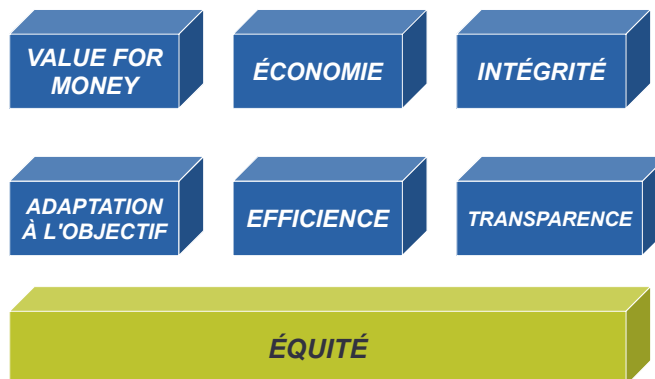 VALUE FOR
MONEY
ÉCONOMIE
INTÉGRITÉ
ADAPTATION
À L'OBJECTIF
EFFICIENCE
TRANSPARENCE
ÉQUITÉ